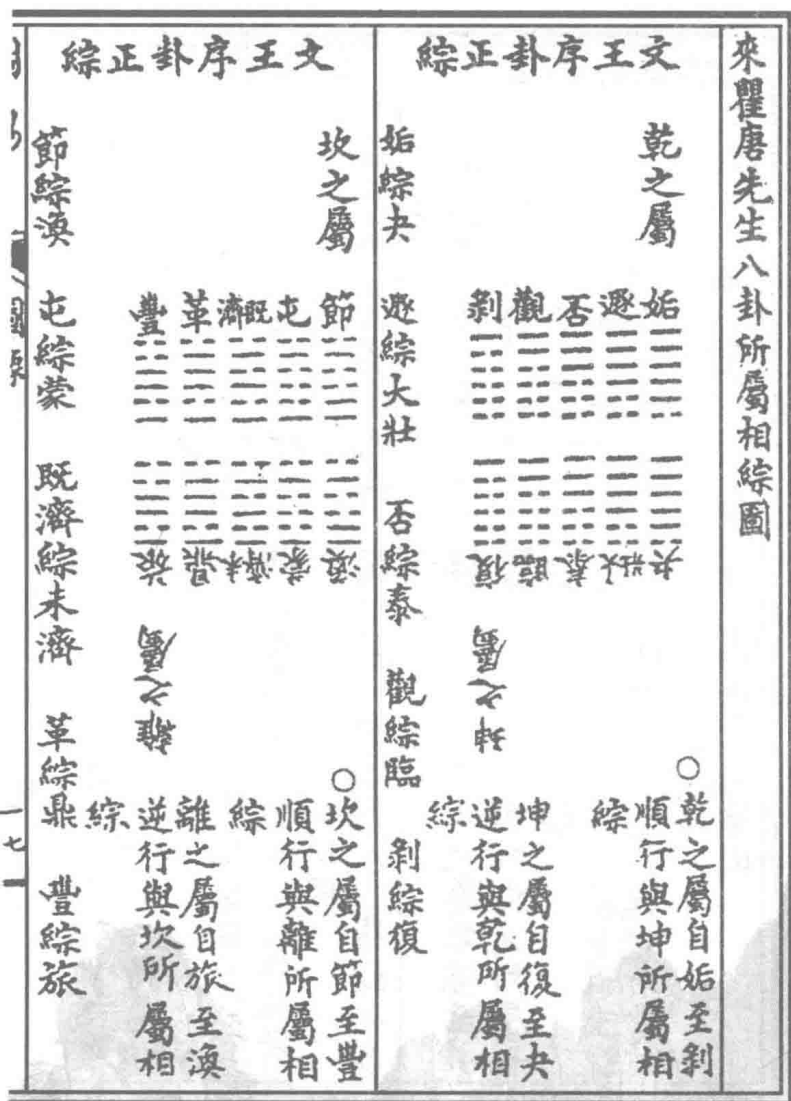 來瞿唐先生八卦所屬相綜圖
文王序卦正綜
乾之屬
姤
遯
否
觀
剝
夬
大壯
泰
臨
復
坤之屬
○乾之屬自姤至剝
順行與坤所屬相
綜
坤之屬自復至夬
逆行與乾所屬相
綜
姤綜夬 遯綜大壯 否綜泰 觀綜臨 剝綜復
文王序卦正綜
坎之屬
節
屯
既濟
革
豐
渙
蒙
未濟
鼎
旅
離之屬
○坎之屬自節至豐
順行與離所屬相
綜
離之屬自旅至渙
逆行與坎所屬相
綜
節綜渙 屯綜蒙 既濟綜未濟 革綜鼎 豐綜旅
一七